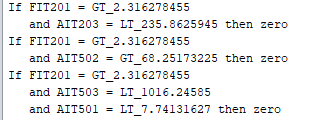 If FIT201 = GT_2.316278455
and AIT203 = LT_235.8625945 then zero
If FIT201 = GT_2.316278455
and AIT502 = GT_68.25173225 then zero
If FIT201 = GT_2.316278455
and AIT503 = LT_1016.24585
and AIT501 = LT_7.74131627 then zero